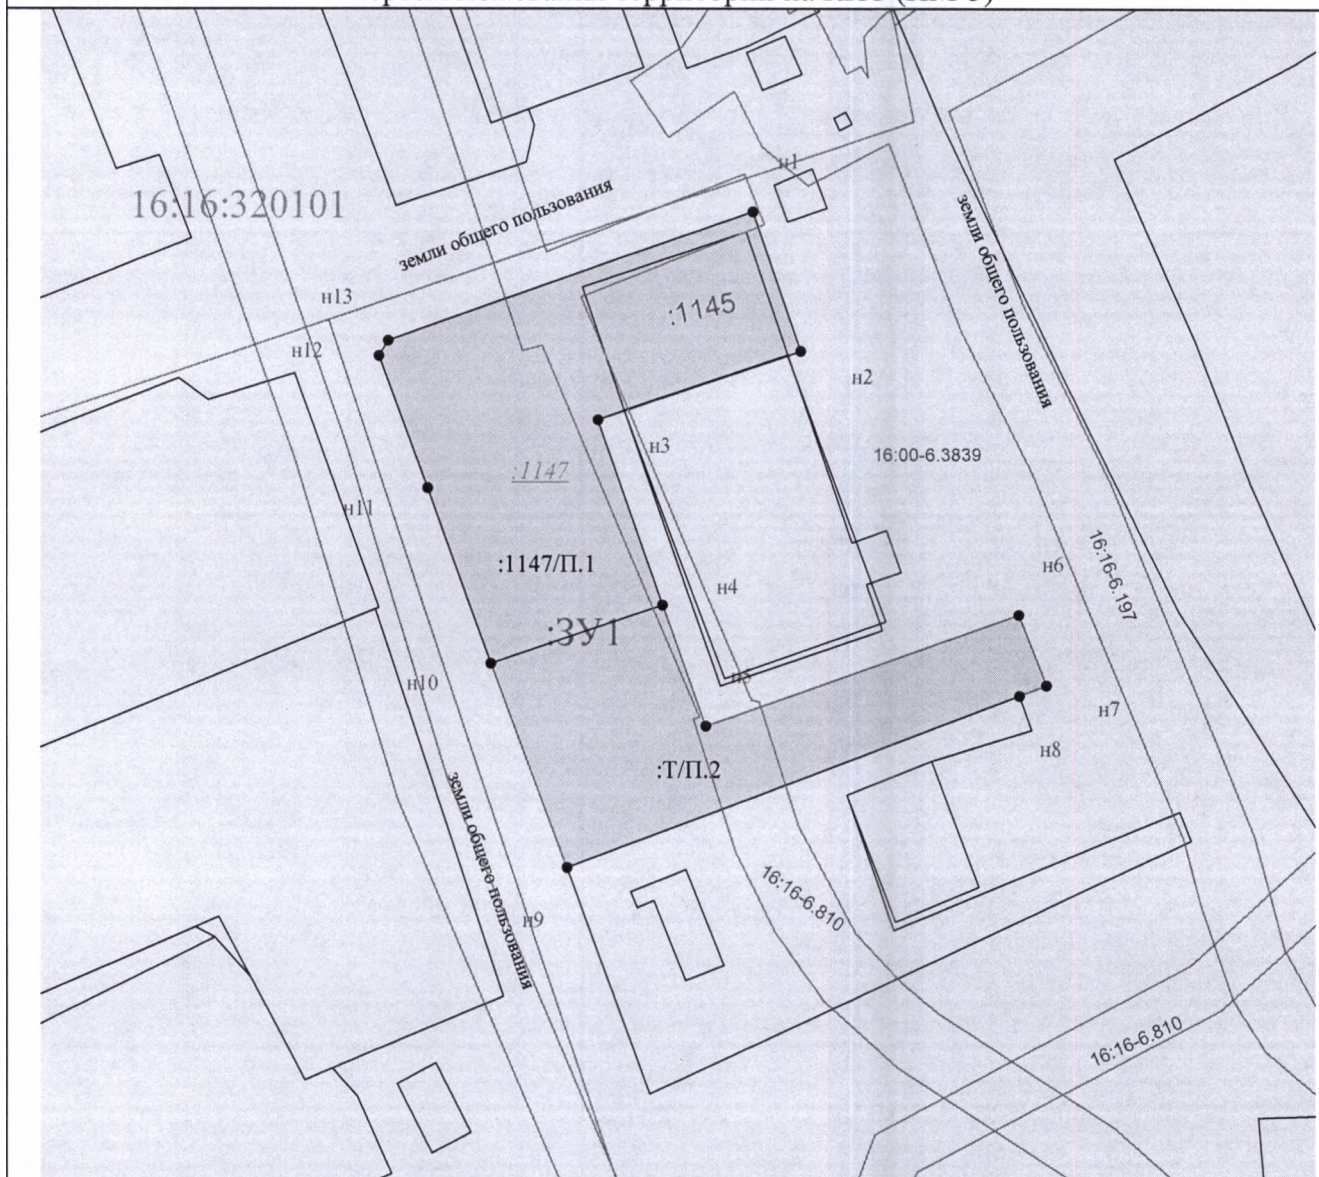 16:16:320101
земли общего пользования
н1
:1145
н13
н12
н2
земли общего пользования
16:00-6.3839
н3
:1147
н11
:1147/П.1
н4
н6
16:16-6.197
:ЗУ1
н5
н10
н7
н8
:Т/П.2
земли общего пользования
16:16-6.810
н9
16:16-6.810